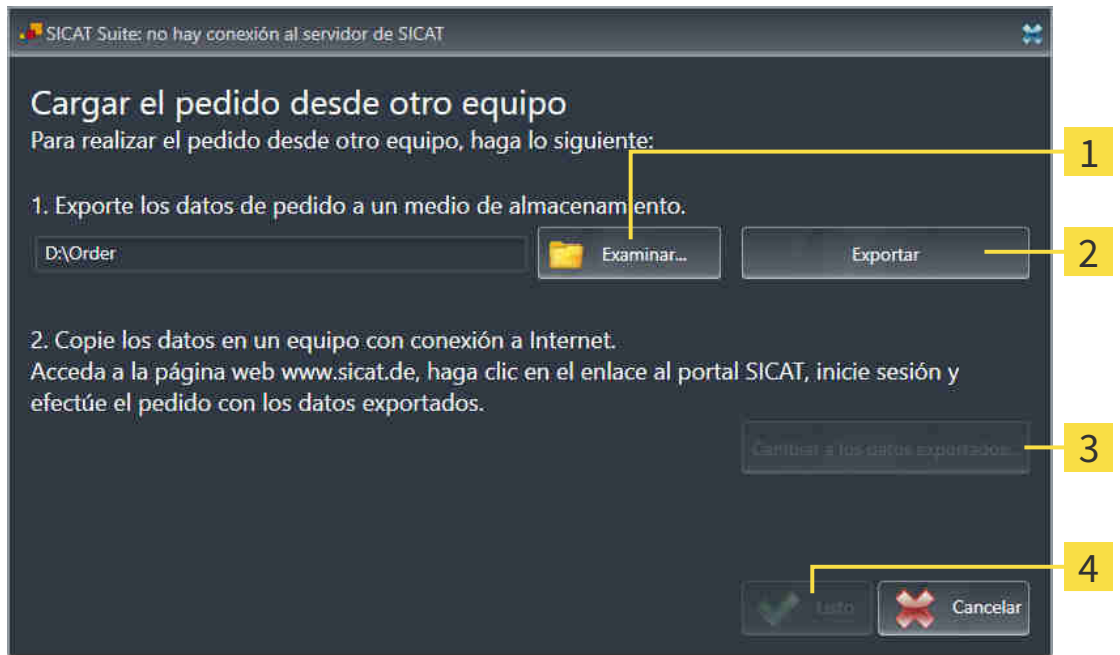 SICAT Suite: no hay conexión al servidor de SICAT
Cargar el pedido desde otro equipo
Para realizar el pedido desde otro equipo, haga lo siguiente:
1
1. Exporte los datos de pedido a un medio de almacenamiento.
D:\Order
Examinar...
Exportar
2
2. Copie los datos en un equipo con conexión a Internet.
Acceda a la página web www.sicat.de, haga clic en el enlace al portal SICAT, inicie sesión y
efectúe el pedido con los datos exportados.
Cambiar a los datos exportados...
3
4
Listo
Cancelar